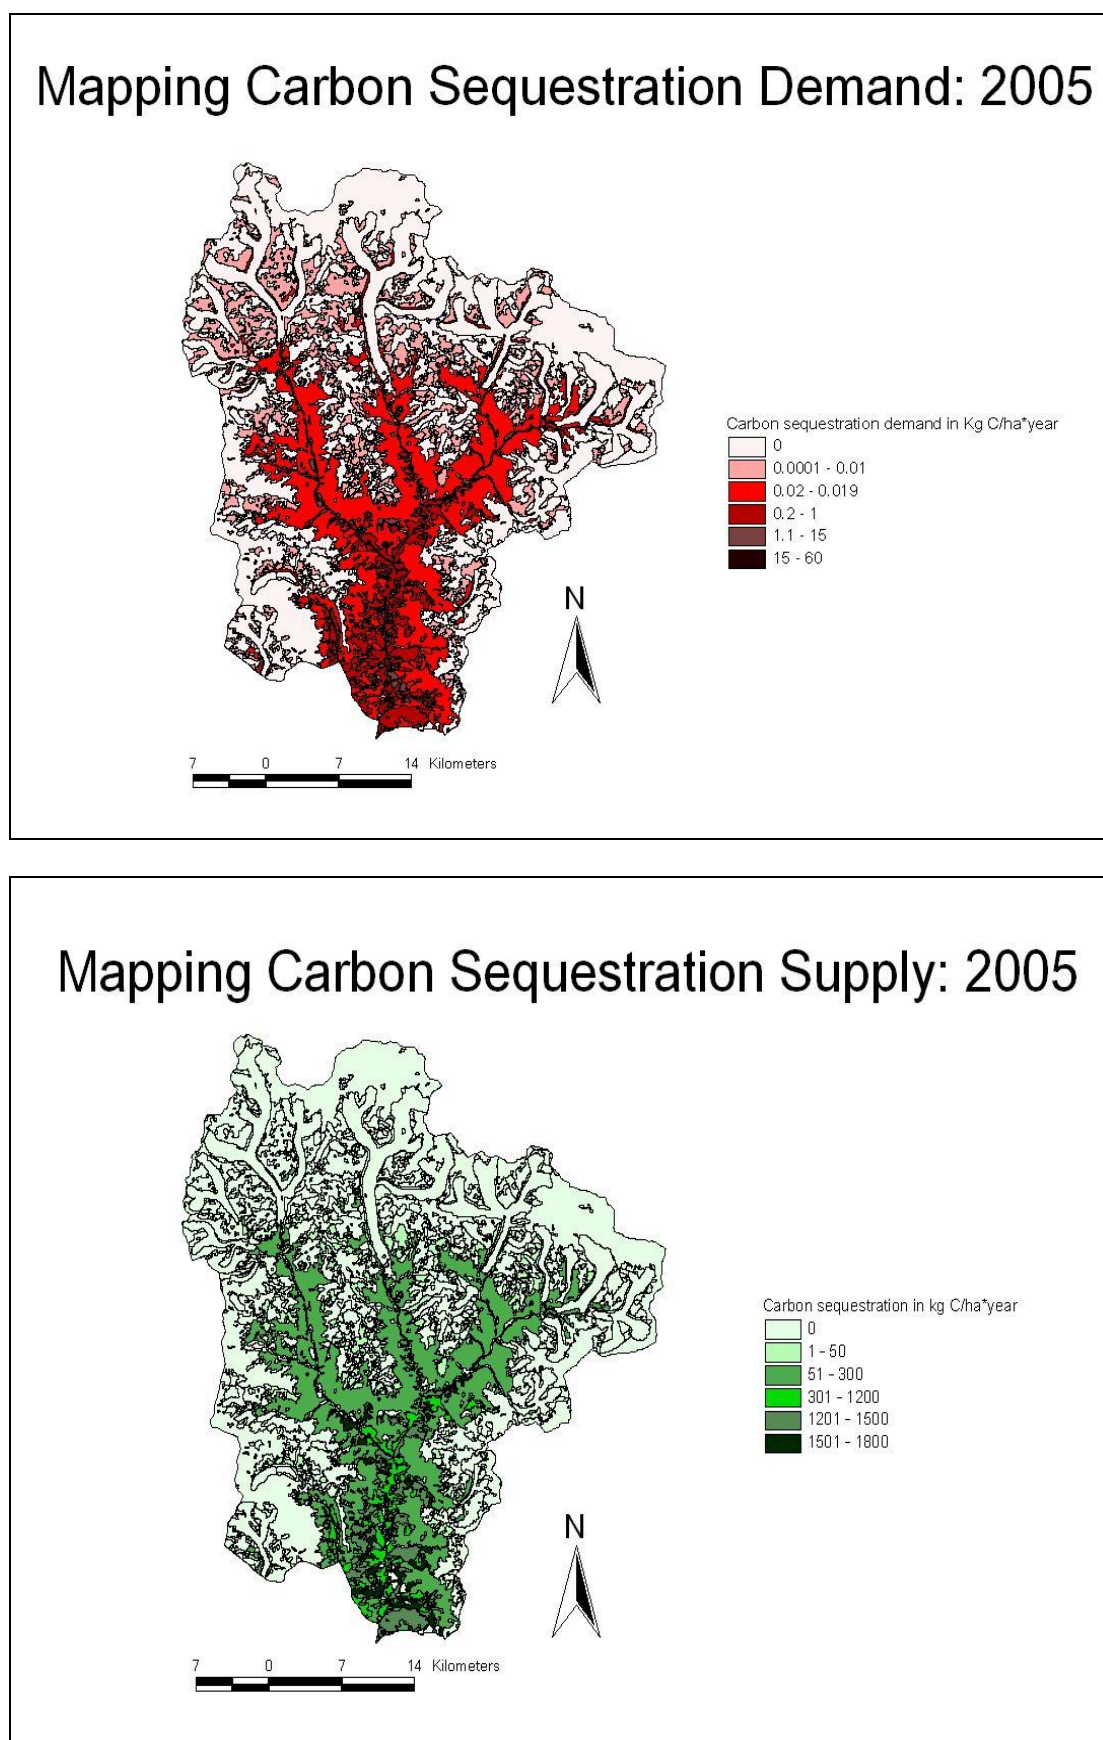 Mapping Carbon Sequestration Demand: 2005
Carbon sequestration demand in Kg C/ha*year
0
0.0001 - 0.01
0.02 - 0.019
0.2 - 1
1.1 - 15
15 - 60
N
7 0 7 14 Kilometers
Mapping Carbon Sequestration Supply: 2005
Carbon sequestration in kg C/ha*year
0
1 - 50
51 - 300
301 - 1200
1201 - 1500
1501 - 1800
N
7 0 7 14 Kilometers